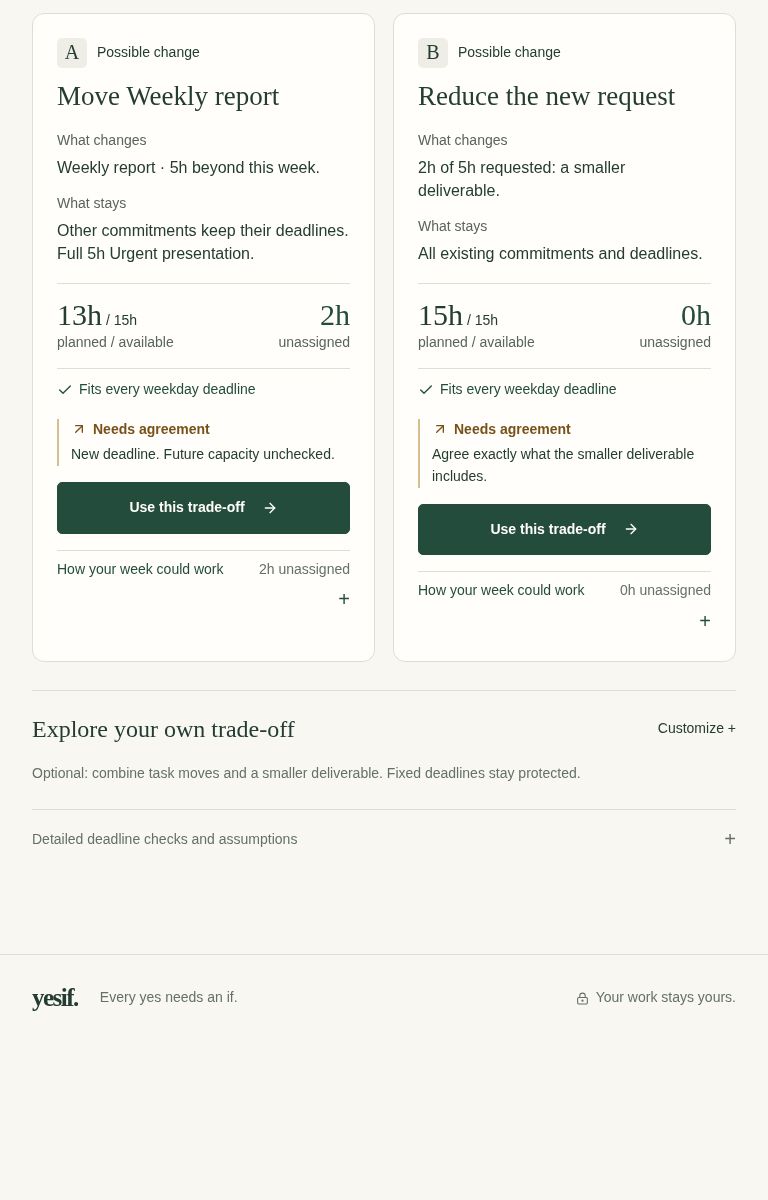 A Possible change
Move Weekly report
What changes
Weekly report · 5h beyond this week.
What stays
Other commitments keep their deadlines.
Full 5h Urgent presentation.
13h / 15h
planned / available
2h
unassigned
Fits every weekday deadline
Needs agreement
New deadline. Future capacity unchecked.
Use this trade-off
How your week could work 2h unassigned
+
B Possible change
Reduce the new request
What changes
2h of 5h requested: a smaller
deliverable.
What stays
All existing commitments and deadlines.
15h / 15h
planned / available
0h
unassigned
Fits every weekday deadline
Needs agreement
Agree exactly what the smaller deliverable
includes.
Use this trade-off
How your week could work 0h unassigned
+
Explore your own trade-off
Customize +
Optional: combine task moves and a smaller deliverable. Fixed deadlines stay protected.
Detailed deadline checks and assumptions +
yesif. Every yes needs an if.
Your work stays yours.